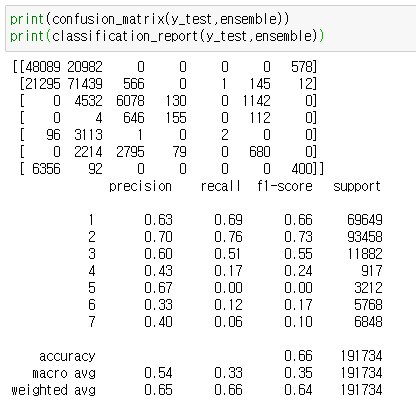 print(confusion_matrix(y_test,ensemble))
print(classification_report(y_test,ensemble))
[[48089 20982 0 0 0 0 578]
[21295 71439 566 0 1 145 12]
[ 0 4532 6078 130 0 1142 0]
[ 0 4 646 155 0 112 0]
[ 96 3113 1 0 2 0 0]
[ 0 2214 2795 79 0 680 0]
[ 6356 92 0 0 0 0 400]]
precision recall f1-score support
1 0.63 0.69 0.66 69649
2 0.70 0.76 0.73 93458
3 0.60 0.51 0.55 11882
4 0.43 0.17 0.24 917
5 0.67 0.00 0.00 3212
6 0.33 0.12 0.17 5768
7 0.40 0.06 0.10 6848
accuracy 0.66 191734
macro avg 0.54 0.33 0.35 191734
weighted avg 0.65 0.66 0.64 191734